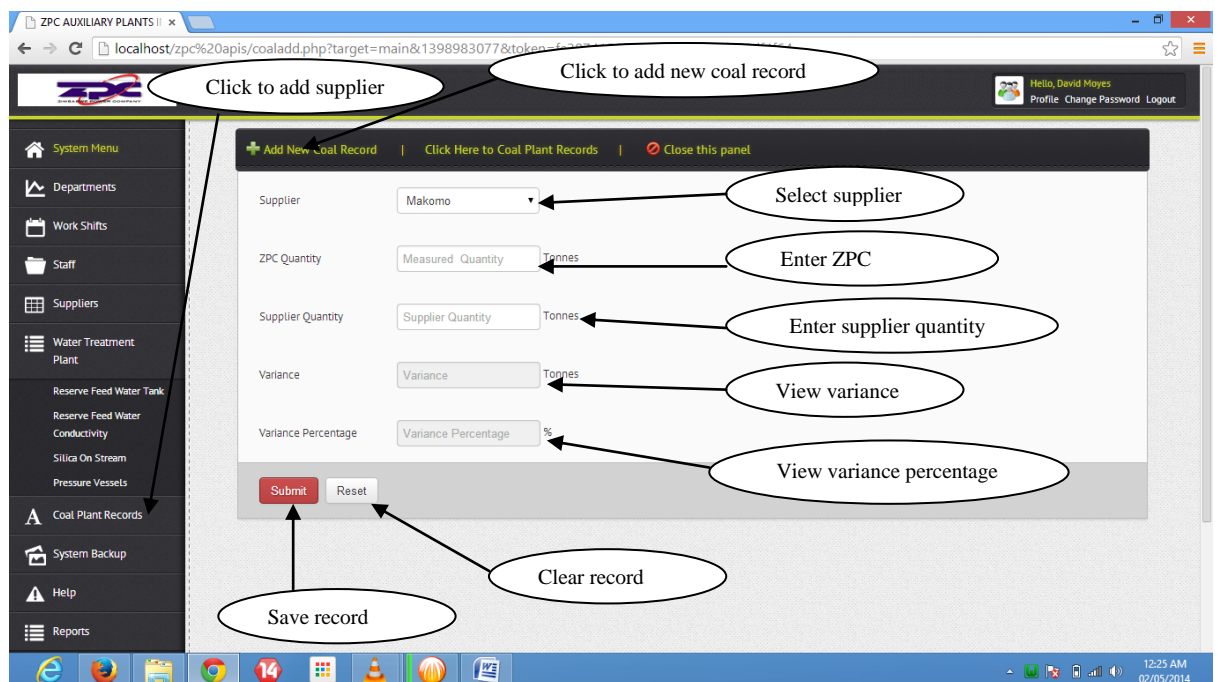 ZPC AUXILIARY PLANTS I
localhost/zpc%20apis/coaladd.php?target=main&1398983077&token=
Click to add supplier
Click to add new coal record
ZPC
Hello, David Moyes
Profile Change Password Logout
System Menu
Departments
Work Shifts
Staff
Suppliers
Water Treatment
Plant
Reserve Feed Water Tank
Reserve Feed Water
Conductivity
Silica On Stream
Pressure Vessels
Coal Plant Records
System Backup
Help
Reports
Add New Coal Record | Click Here to Coal Plant Records | Close this panel
Supplier
Makomo
Select supplier
ZPC Quantity
Measured Quantity
Tonnes
Enter ZPC
Supplier Quantity
Supplier Quantity
Tonnes
Enter supplier quantity
Variance
Variance
Tonnes
View variance
Variance Percentage
Variance Percentage
%
View variance percentage
Submit
Reset
Clear record
Save record
14
12:25 AM
02/05/2014